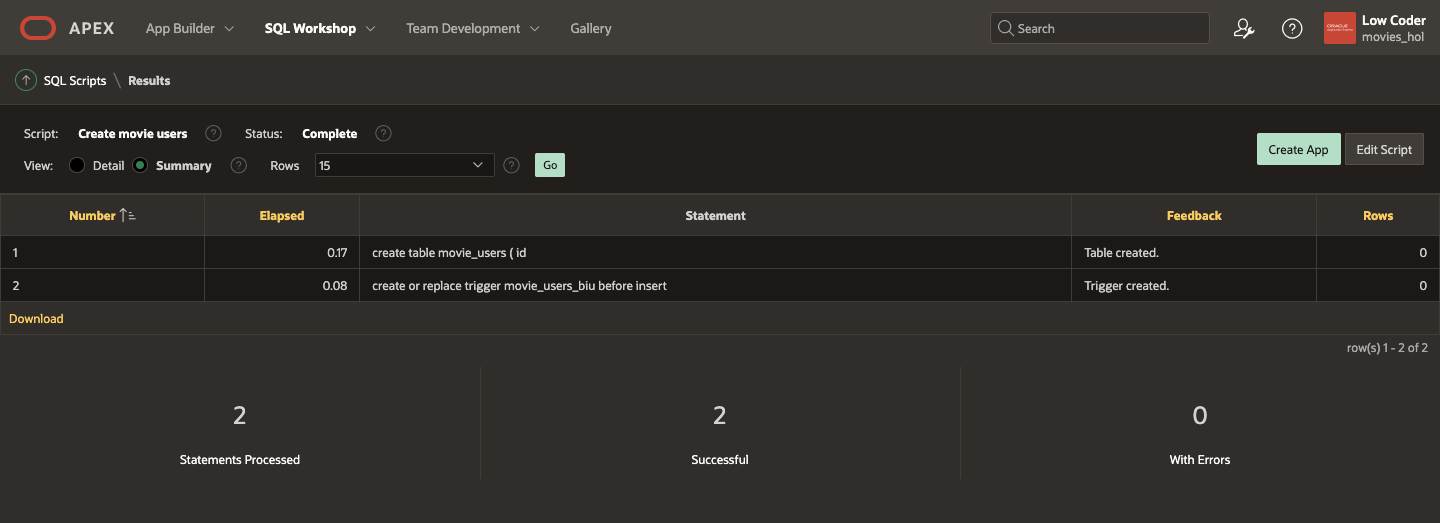 APEX App Builder SQL Workshop Team Development Gallery Search Low Coder
movies_hol
SQL Scripts \ Results
Script: Create movie users Status: Complete
Create App Edit Script
View: Detail Summary Rows 15 Go
Number Elapsed Statement Feedback Rows
1 0.17 create table movie_users ( id Table created. 0
2 0.08 create or replace trigger movie_users_biu before insert Trigger created. 0
Download
row(s) 1 - 2 of 2
2 2 0
Statements Processed Successful With Errors